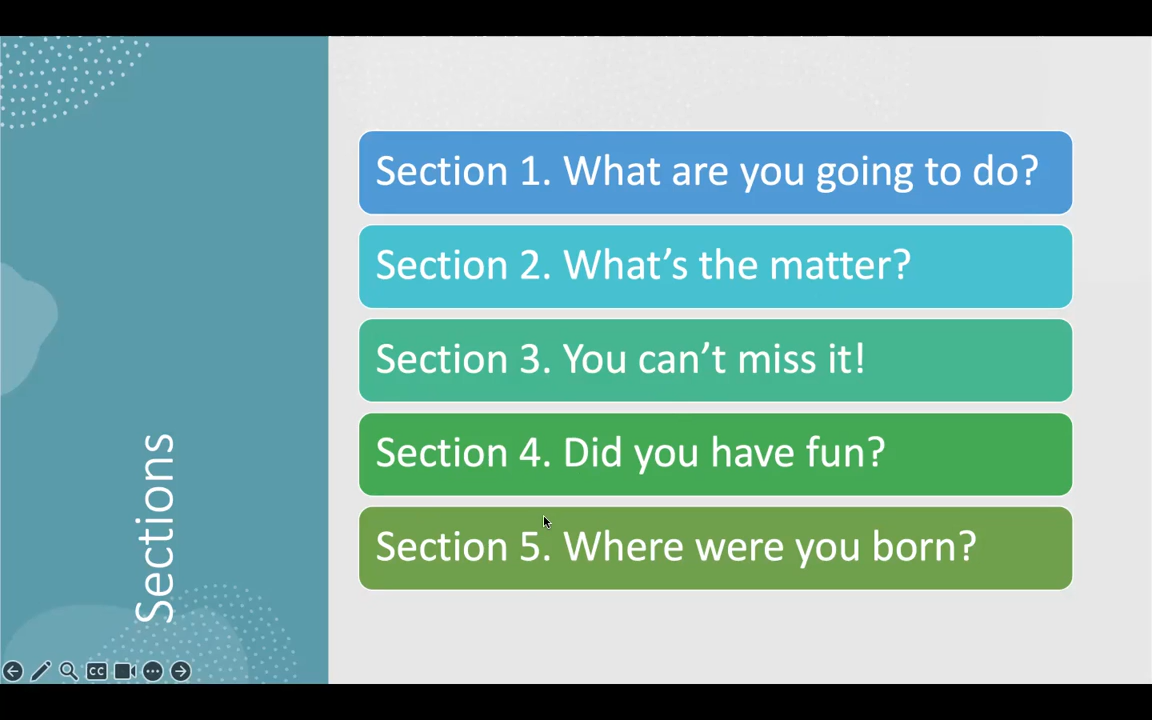 Section 1. What are you going to do?
Section 2. What’s the matter?
Section 3. You can’t miss it!
Section 4. Did you have fun?
Section 5. Where were you born?
Sections
CC